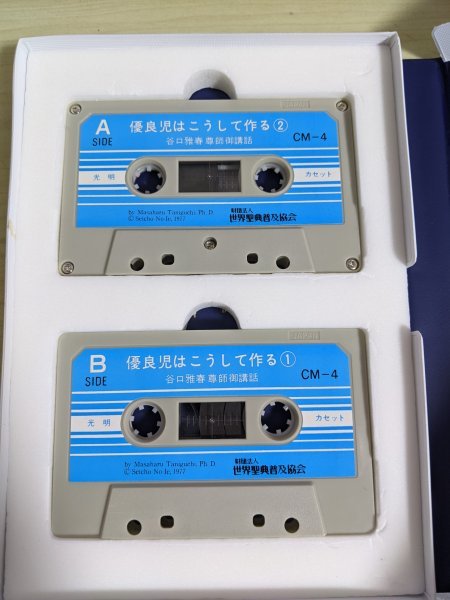 JAPAN
A
SIDE
優良児はこうして作る②
谷口雅春尊師御講話
CM-4
光明
カセット
by Masaharu Taniguchi, Ph. D.
© Seicho-No-Ie, 1977
財団法人
世界聖典普及協会
JAPAN
B
SIDE
優良児はこうして作る①
谷口雅春尊師御講話
CM-4
光明
カセット
by Masaharu Taniguchi, Ph. D.
© Seicho-No-Ie, 1977
財団法人
世界聖典普及協会